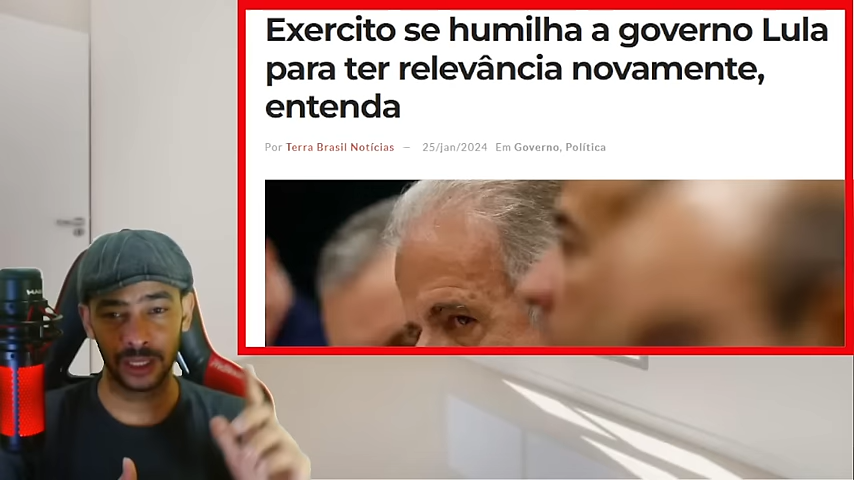 Exercito se humilha a governo Lula
para ter relevância novamente,
entenda
Por Terra Brasil Notícias — 25/jan/2024 Em Governo, Política